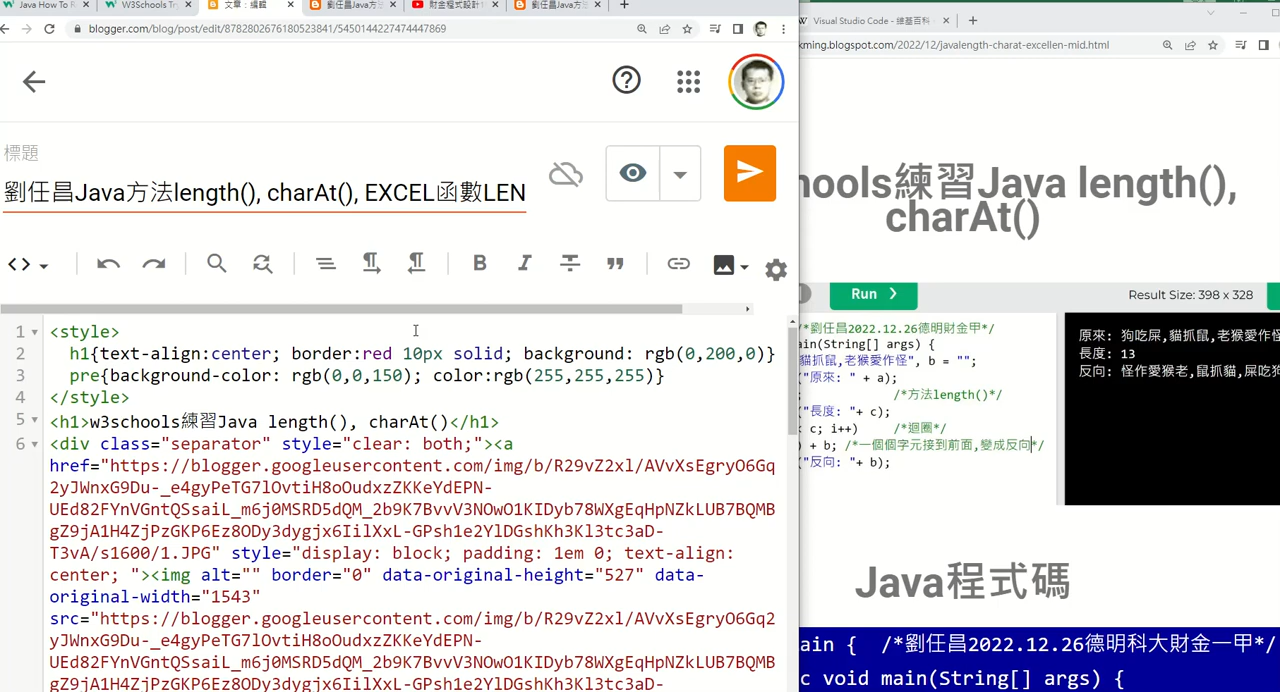 Java How To R
W3Schools Try
文章：編輯
劉任昌Java方法
財金程式設計
劉任昌Java方法
blogger.com/blog/post/edit/8782802676180523841/5450144227474447869
標題
劉任昌Java方法length(), charAt(), EXCEL函數LEN
1 <style>
2 h1{text-align:center; border:red 10px solid; background: rgb(0,200,0)}
3 pre{background-color: rgb(0,0,150); color:rgb(255,255,255)}
4 </style>
5 <h1>w3schools練習Java length(), charAt()</h1>
6 <div class="separator" style="clear: both;"><a
href="https://blogger.googleusercontent.com/img/b/R29vZ2xl/AVvXsEgryO6Gq
2yJWnxG9Du-_e4gyPeTG7lOvtiH8oOudxzZKKeYdEPN-
UEd82FYnVGntQSsaiL_m6j0MSRD5dQM_2b9K7BvvV3NOwO1KIDyb78WXgEqHpNZkLUB7BQMB
gZ9jA1H4ZjPzGKP6Ez8ODy3dygjx6IilXxL-GPsh1e2YlDGshKh3Kl3tc3aD-
T3vA/s1600/1.JPG" style="display: block; padding: 1em 0; text-align:
center; "><img alt="" border="0" data-original-height="527" data-
original-width="1543"
src="https://blogger.googleusercontent.com/img/b/R29vZ2xl/AVvXsEgryO6Gq2
yJWnxG9Du-_e4gyPeTG7lOvtiH8oOudxzZKKeYdEPN-
UEd82FYnVGntQSsaiL_m6j0MSRD5dQM_2b9K7BvvV3NOwO1KIDyb78WXgEqHpNZkLUB7BQMB
gZ9jA1H4ZjPzGKP6Ez8ODy3dygjx6IilXxL-GPsh1e2YlDGshKh3Kl3tc3aD-
Visual Studio Code - 維基百科
kming.blogspot.com/2022/12/javalength-charat-excellen-mid.html
hools練習Java length(),
charAt()
Run ❯
Result Size: 398 x 328
/*劉任昌2022.12.26德明財金甲*/
ain(String[] args) {
貓抓鼠,老猴愛作怪", b = "";
("原來: " + a);
; /*方法length()*/
("長度: "+ c);
< c; i++) /*迴圈*/
) + b; /*一個個字元接到前面,變成反向*/
("反向: "+ b);
原來: 狗吃屎,貓抓鼠,老猴愛作怪
長度: 13
反向: 怪作愛猴老,鼠抓貓,屎吃狗
Java程式碼
ain { /*劉任昌2022.12.26德明科大財金一甲*/
c void main(String[] args) {